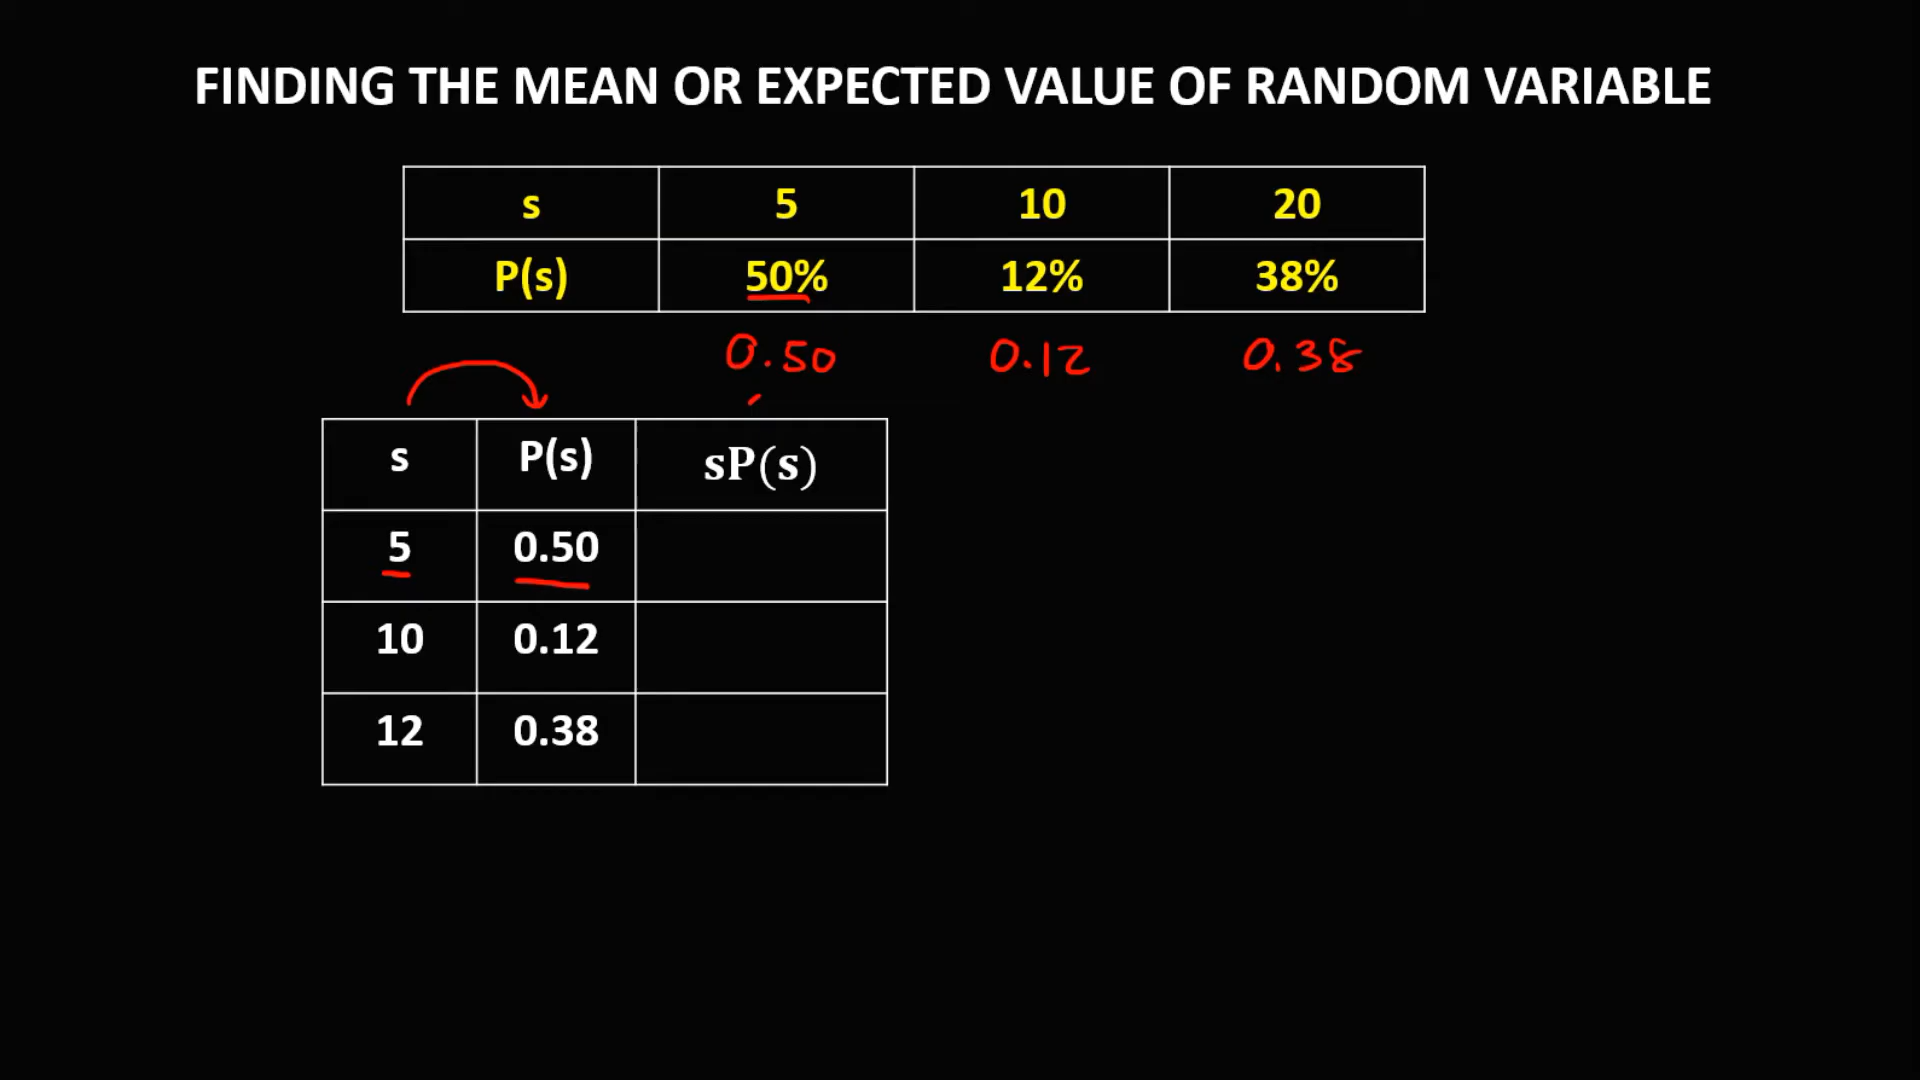 FINDING THE MEAN OR EXPECTED VALUE OF RANDOM VARIABLE
s 5 10 20
P(s) 50% 12% 38%
0.50 0.12 0.38
s P(s) sP(s)
5 0.50
10 0.12
12 0.38